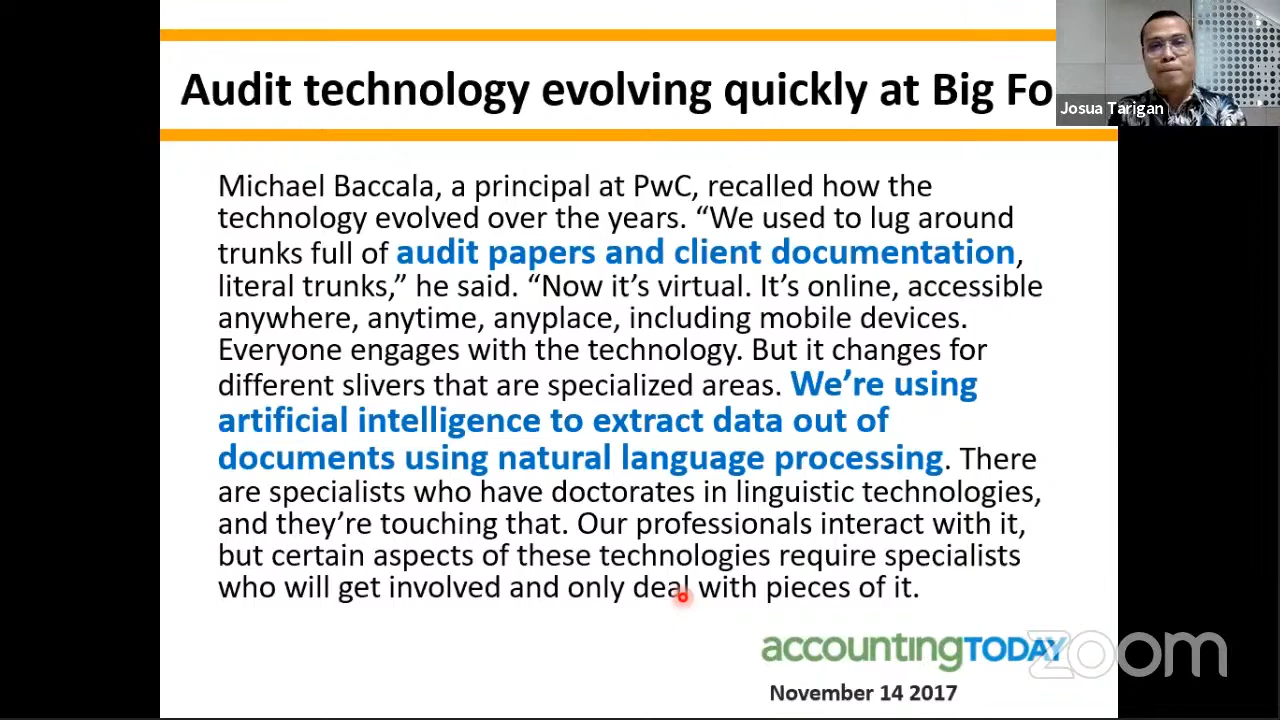 Audit technology evolving quickly at Big Fo
Josua Tarigan
Michael Baccala, a principal at PwC, recalled how the
technology evolved over the years. “We used to lug around
trunks full of audit papers and client documentation,
literal trunks,” he said. “Now it’s virtual. It’s online, accessible
anywhere, anytime, anyplace, including mobile devices.
Everyone engages with the technology. But it changes for
different slivers that are specialized areas. We’re using
artificial intelligence to extract data out of
documents using natural language processing. There
are specialists who have doctorates in linguistic technologies,
and they’re touching that. Our professionals interact with it,
but certain aspects of these technologies require specialists
who will get involved and only deal with pieces of it.
accountingTODAY
zoom
November 14 2017